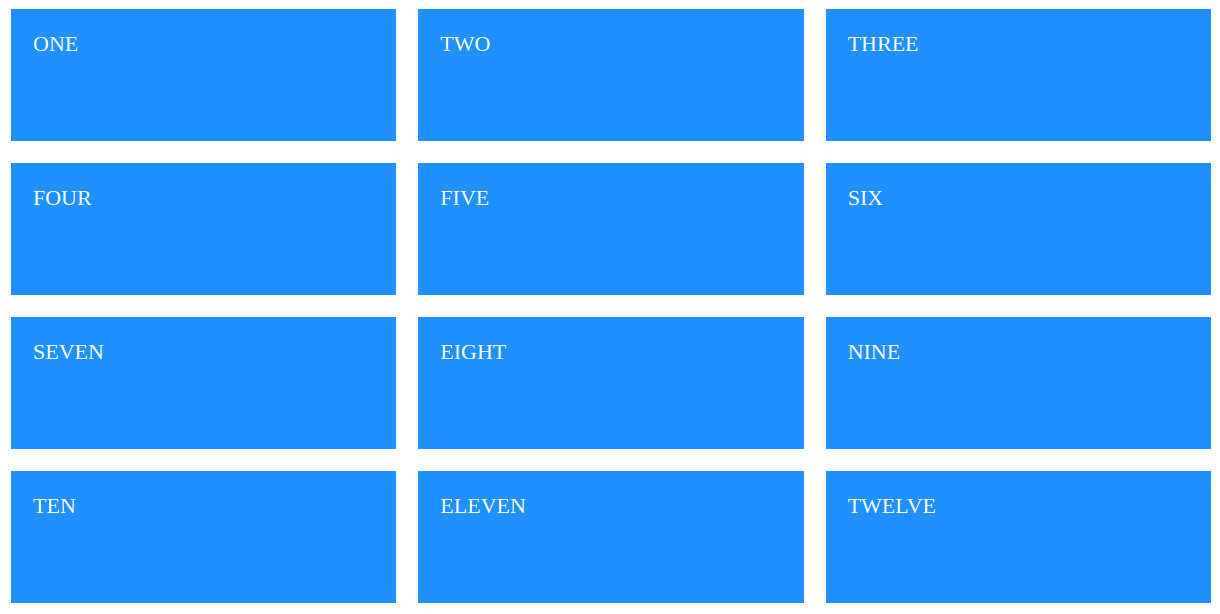 ONE
TWO
THREE
FOUR
FIVE
SIX
SEVEN
EIGHT
NINE
TEN
ELEVEN
TWELVE